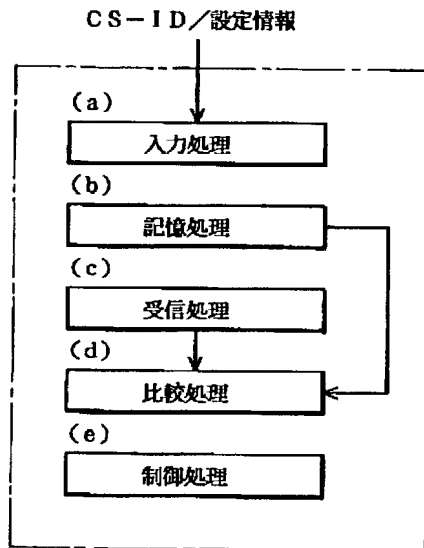 CS－ID／設定情報
(a)
入力処理
(b)
記憶処理
(c)
受信処理
(d)
比較処理
(e)
制御処理